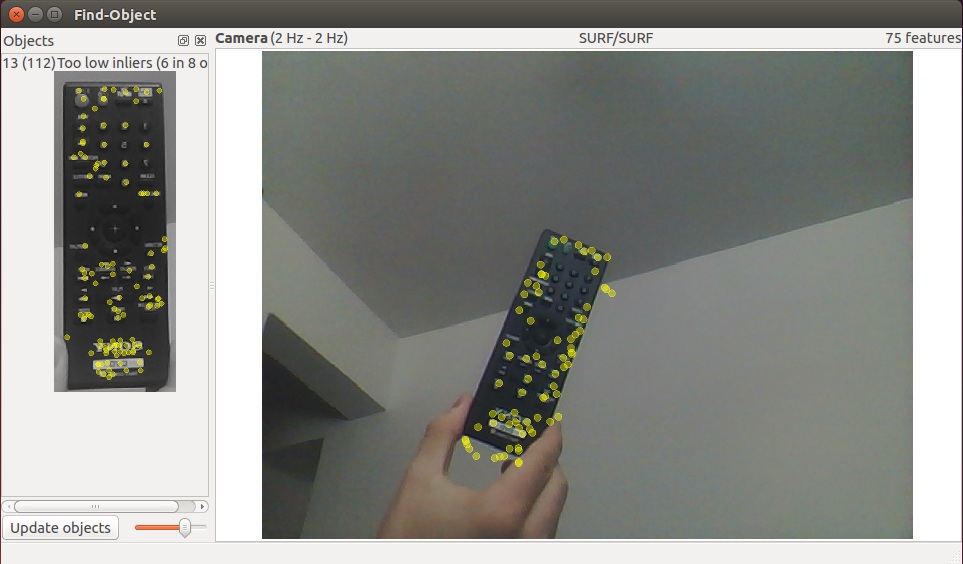 Find-Object
Objects
Camera (2 Hz - 2 Hz)
SURF/SURF
75 features
13 (112) Too low inliers (6 in 8 o
Update objects